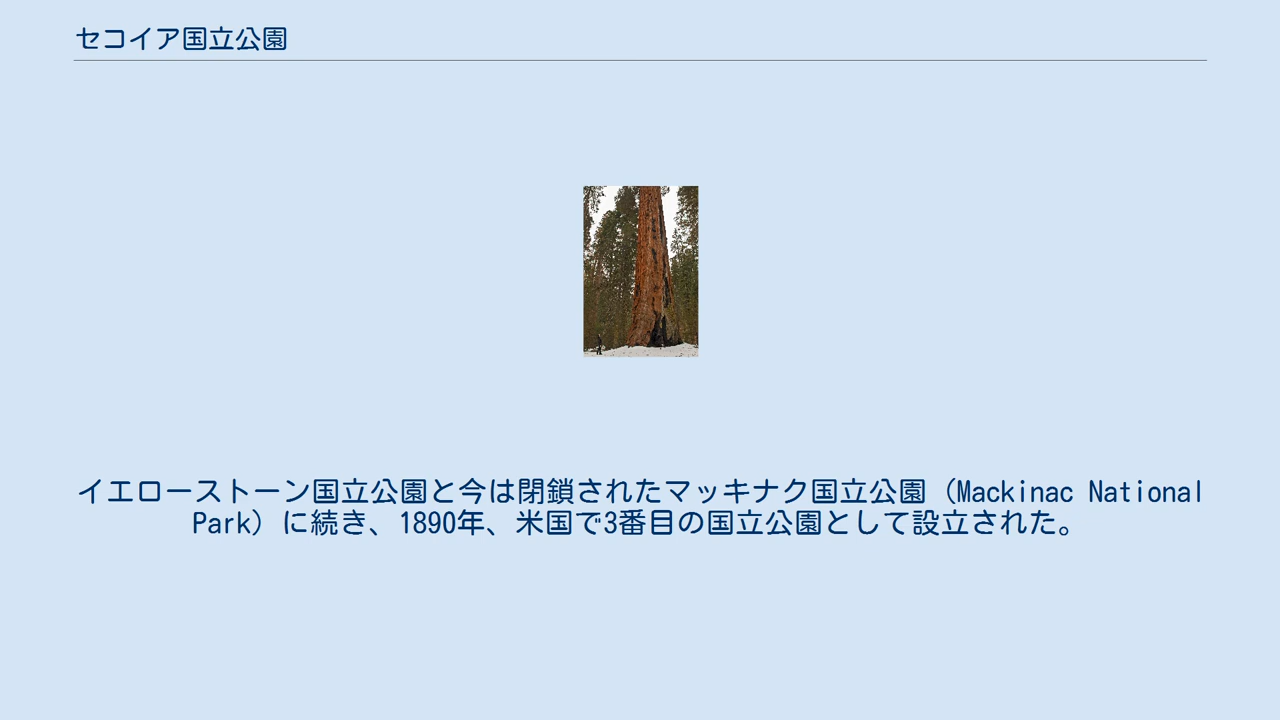 セコイア国立公園
イエローストーン国立公園と今は閉鎖されたマッキナク国立公園（Mackinac National
Park）に続き、1890年、米国で3番目の国立公園として設立された。